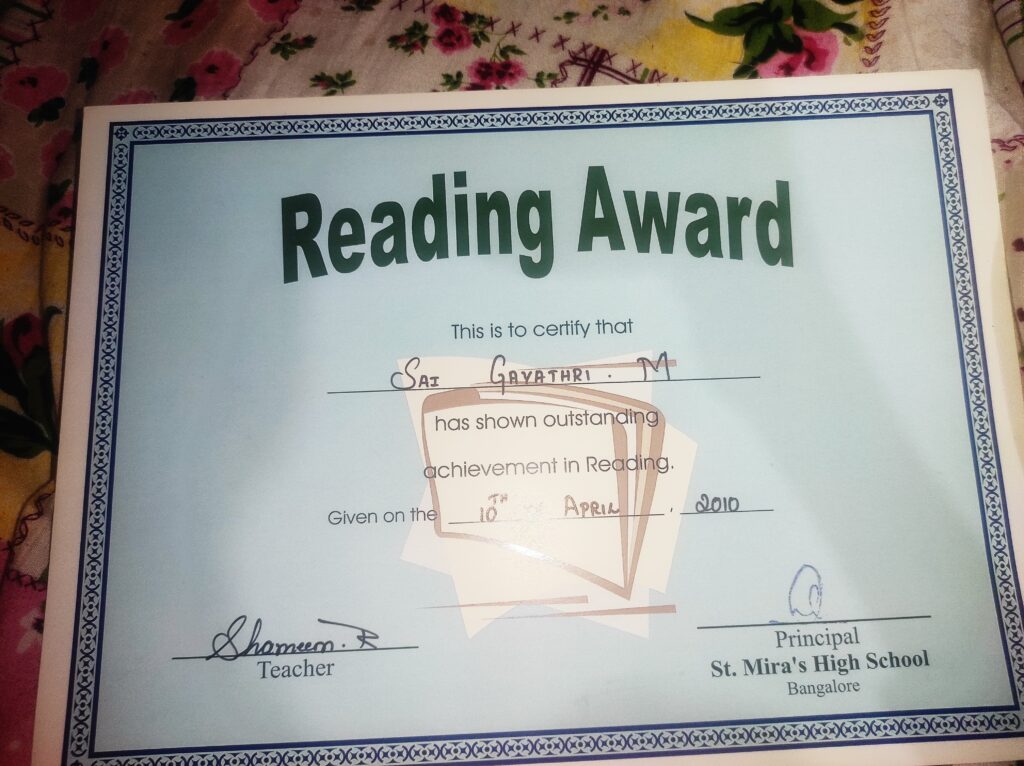 Reading Award
This is to certify that
SAI GAYATHRI. M
has shown outstanding
achievement in Reading.
Given on the 10TH APRIL, 2010
Shameem. R
Teacher
Principal
St. Mira's High School
Bangalore